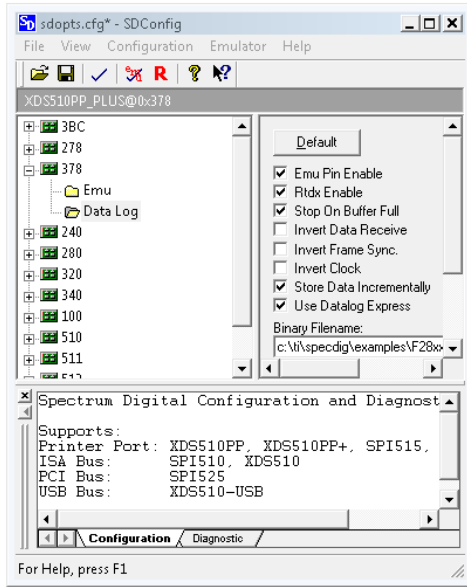 sdopts.cfg* - SDConfig
File View Configuration Emulator Help
R ? ?
XDS510PP_PLUS@0x378
3BC
278
378
Emu
Data Log
240
280
320
340
100
510
511
512
Default
Emu Pin Enable
Rtdx Enable
Stop On Buffer Full
Invert Data Receive
Invert Frame Sync.
Invert Clock
Store Data Incrementally
Use Datalog Express
Binary Filename:
c:\ti\specdig\examples\F28xx
Spectrum Digital Configuration and Diagnost
Supports:
Printer Port: XDS510PP, XDS510PP+, SPI515,
ISA Bus: SPI510, XDS510
PCI Bus: SPI525
USB Bus: XDS510-USB
Configuration Diagnostic
For Help, press F1